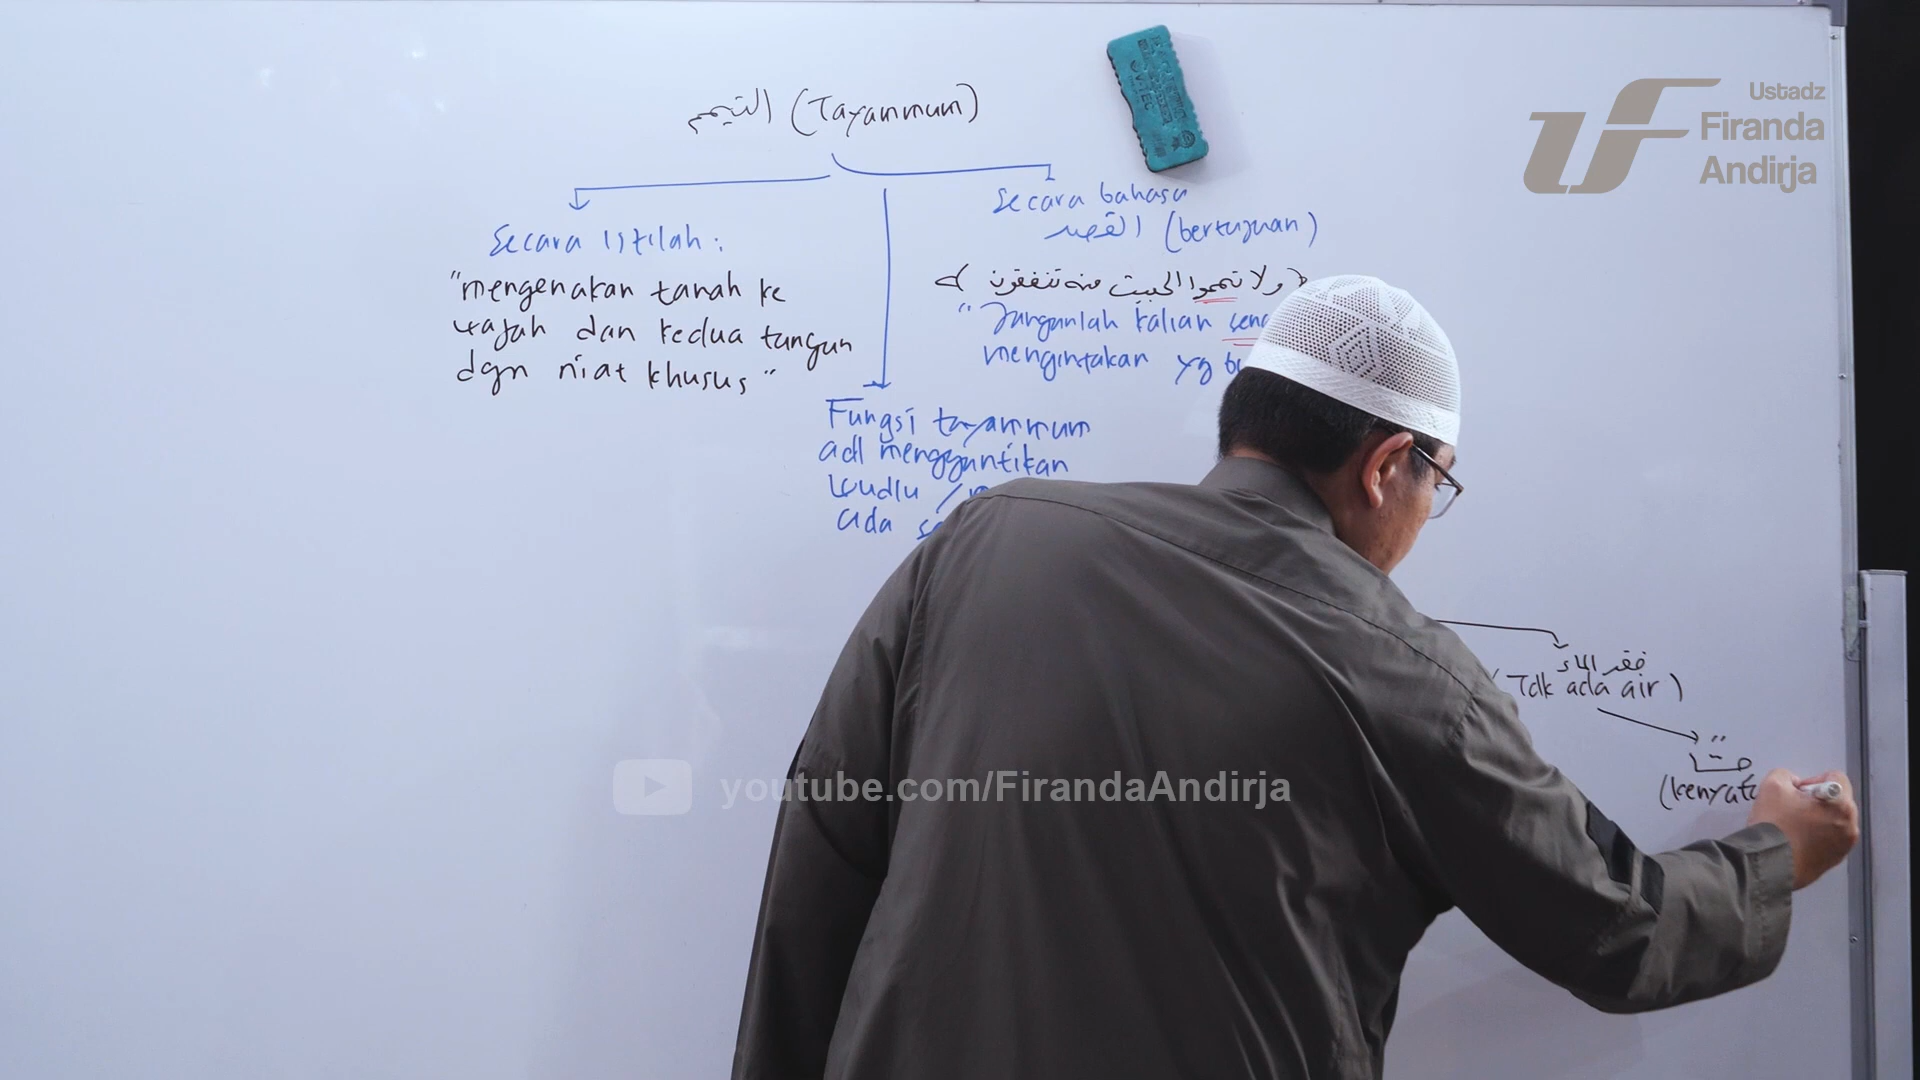 التيمم (Tayammum)
Secara istilah :
"mengenakan tanah ke
wajah dan kedua tangan
dgn niat khusus"
Secara bahasa
القصد (bertujuan)
ولا تيمموا الخبيث منه تنفقون
"Janganlah kalian
menginfakan yg
Fungsi tayammum
adl menggantikan
wudlu /
ada
فقد الماء
(Tdk ada air)
حسّا
(kenyata
Ustadz
Firanda
Andirja
youtube.com/FirandaAndirja